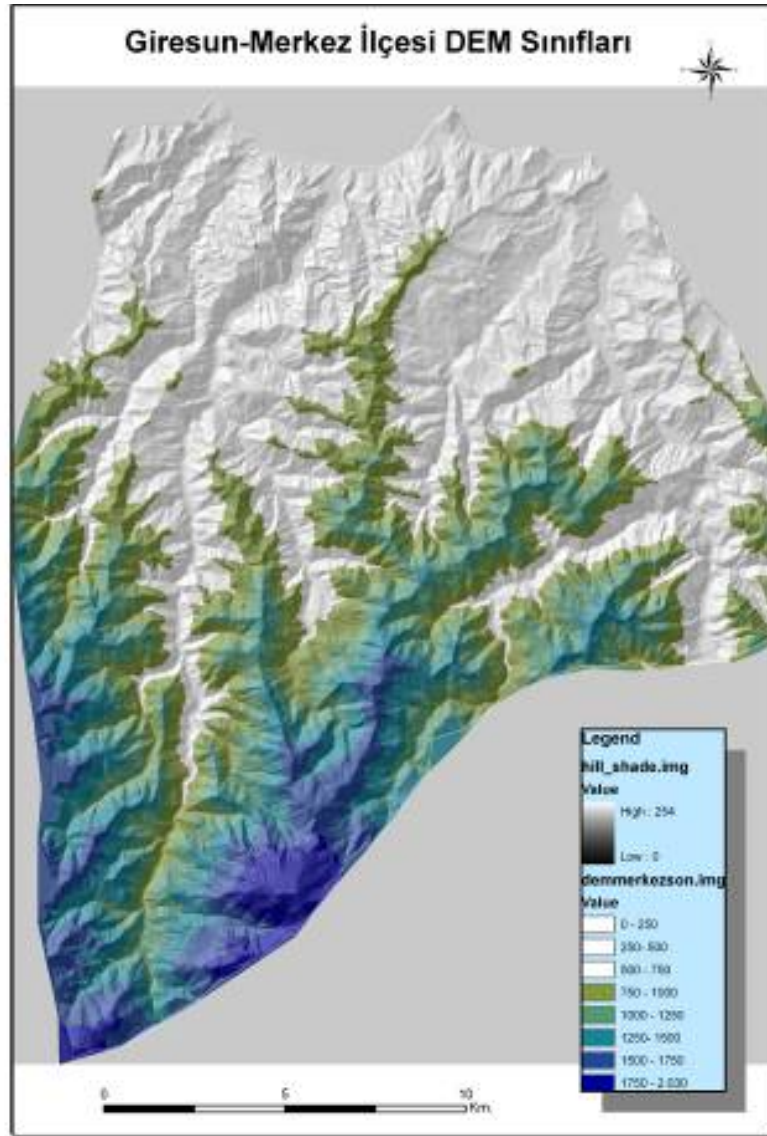 Giresun-Merkez İlçesi DEM Sınıfları
Legend
hill_shade.img
Value
High : 254
Low : 0
demmerkezson.img
Value
0 - 250
250- 500
500 - 750
750 - 1000
1000 - 1250
1250- 1500
1500 - 1750
1750 - 2.030
0 5 10
Km.